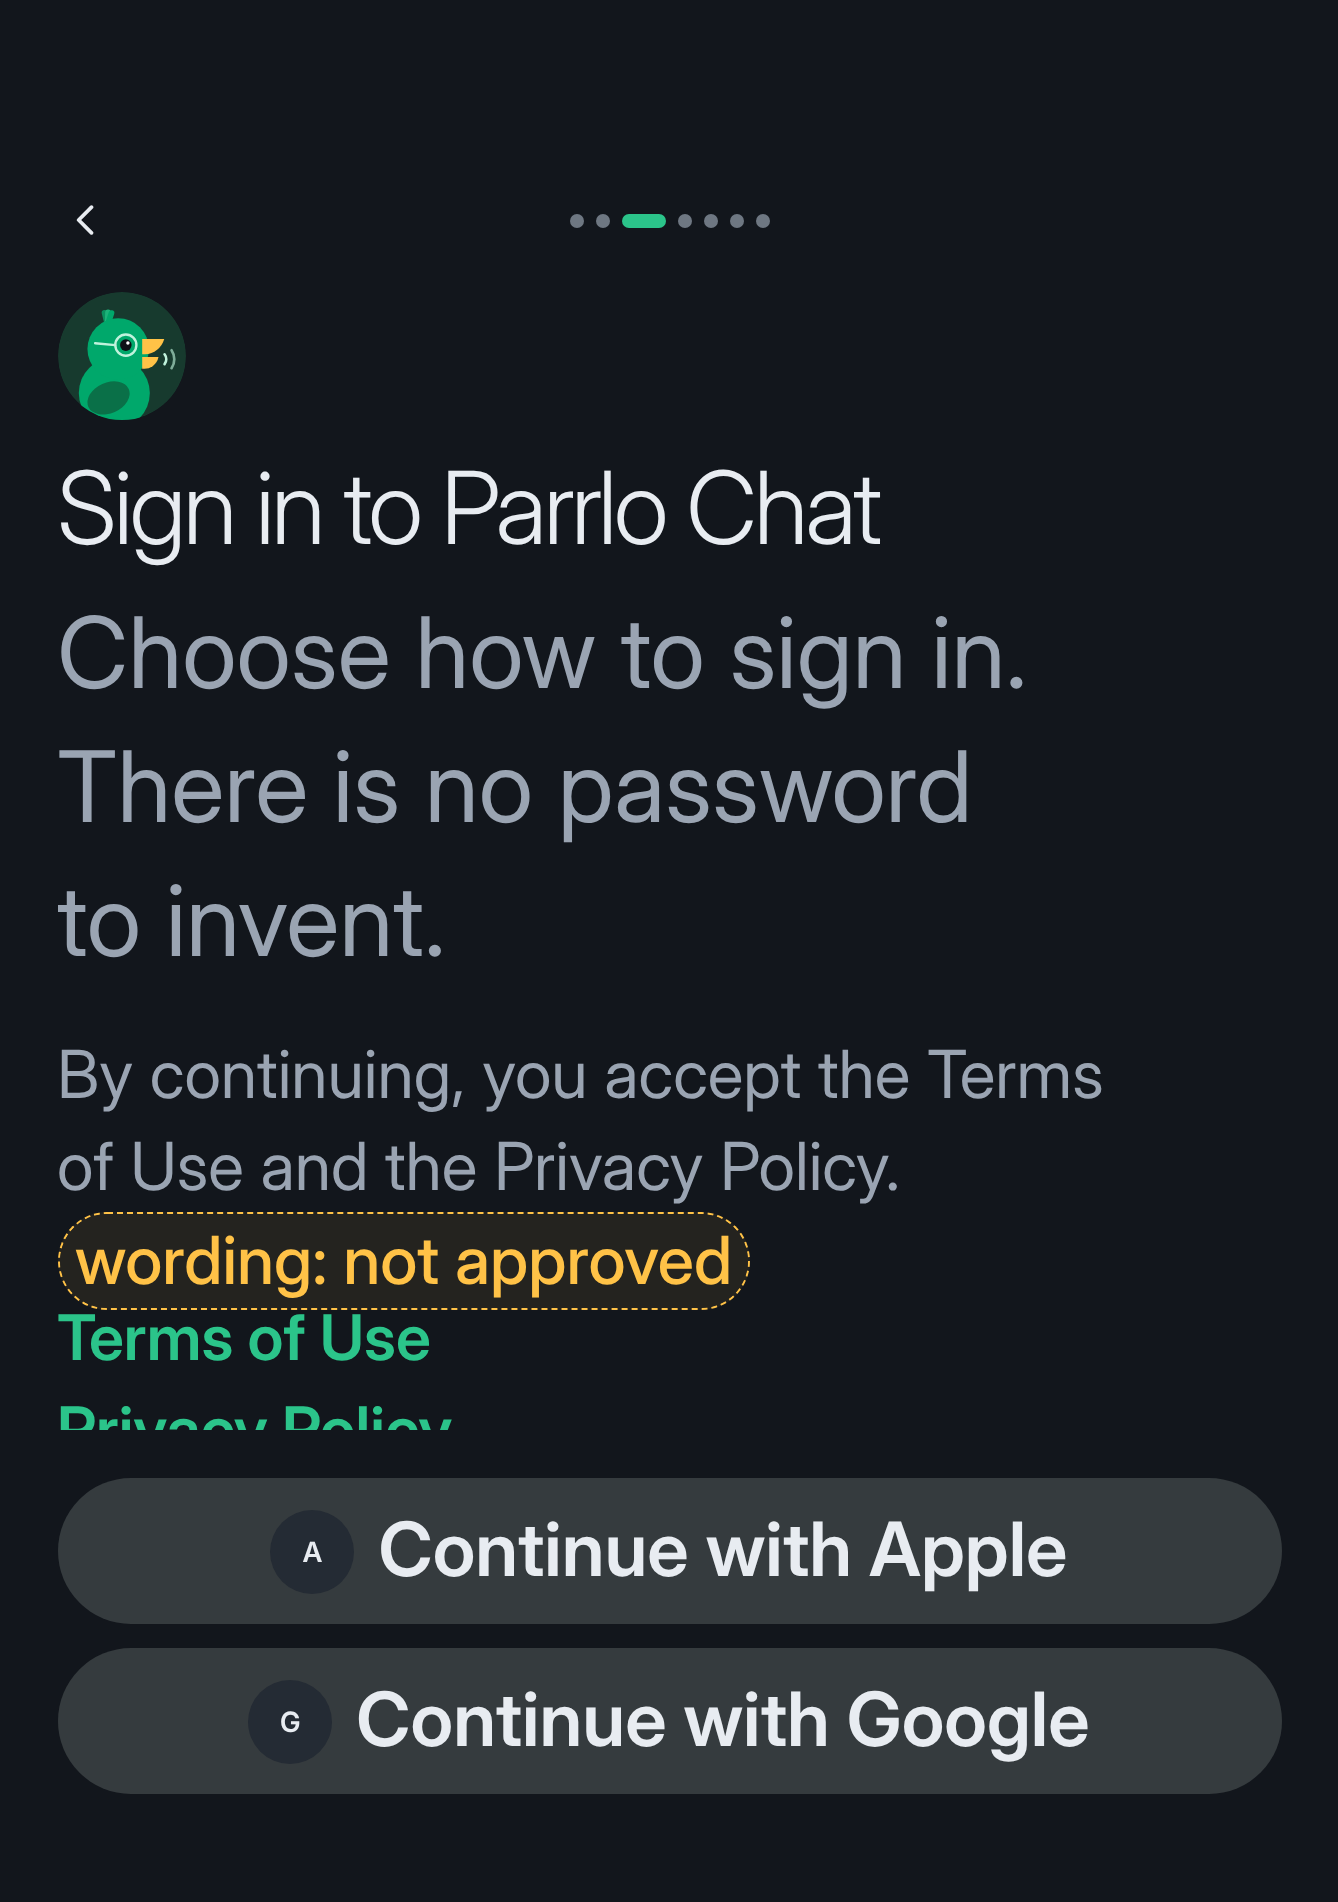 Sign in to Parrlo Chat
Choose how to sign in.
There is no password
to invent.
By continuing, you accept the Terms
of Use and the Privacy Policy.
wording: not approved
Terms of Use
Privacy Policy
A Continue with Apple
G Continue with Google